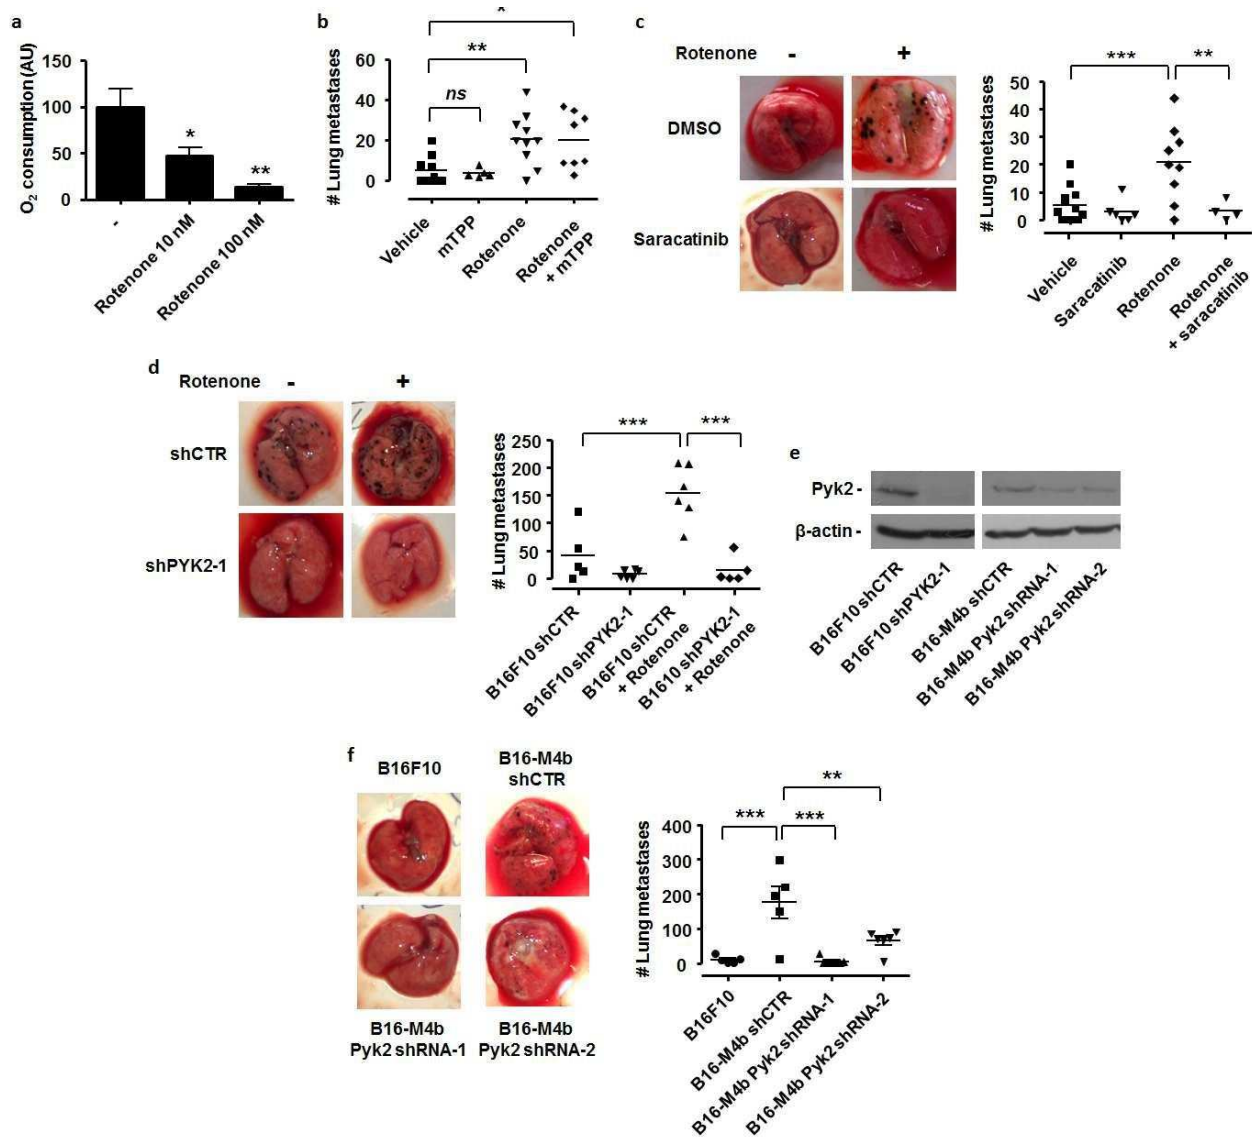 a
O₂ consumption (AU)
150
100
50
0
*
**
-
Rotenone 10 nM
Rotenone 100 nM
b
# Lung metastases
60
40
20
0
*
**
ns
Vehicle
mTPP
Rotenone
Rotenone
+ mTPP
c
Rotenone - +
DMSO
Saracatinib
# Lung metastases
50
40
30
20
10
0
*** **
Vehicle
Saracatinib
Rotenone
Rotenone
+ saracatinib
d
Rotenone - +
shCTR
shPYK2-1
# Lung metastases
250
200
150
100
50
0
*** ***
B16F10 shCTR
B16F10 shPYK2-1
B16F10 shCTR
+ Rotenone
B1610 shPYK2-1
+ Rotenone
e
Pyk2 -
β-actin -
B16F10 shCTR
B16F10 shPYK2-1
B16-M4b shCTR
B16-M4b Pyk2 shRNA-1
B16-M4b Pyk2 shRNA-2
f
B16F10
B16-M4b
shCTR
B16-M4b
Pyk2 shRNA-1
B16-M4b
Pyk2 shRNA-2
# Lung metastases
400
300
200
100
0
**
*** ***
B16F10
B16-M4b shCTR
B16-M4b Pyk2 shRNA-1
B16-M4b Pyk2 shRNA-2